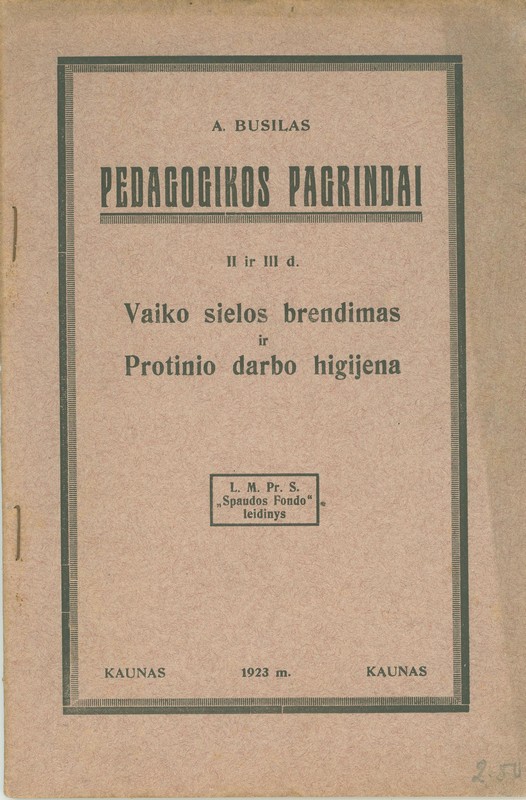 A. BUSILAS
PEDAGOGIKOS PAGRINDAI
II ir III d.
Vaiko sielos brendimas
ir
Protinio darbo higijena
L. M. Pr. S.
„Spaudos Fondo“
leidinys
KAUNAS 1923 m. KAUNAS
2.50